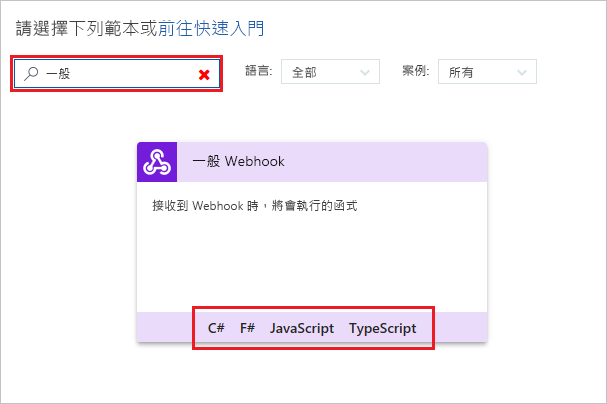 請選擇下列範本或前往快速入門
一般 語言: 全部 案例: 所有
一般 Webhook
接收到 Webhook 時，將會執行的函式
C# F# JavaScript TypeScript